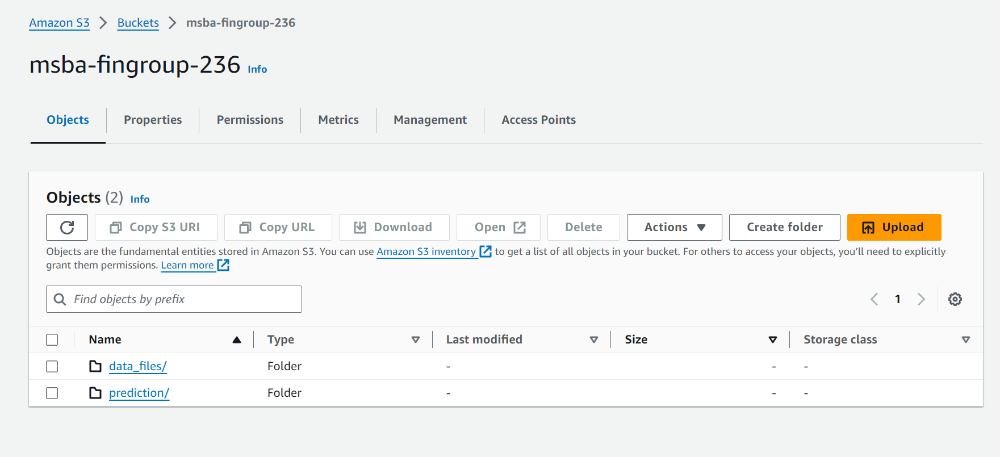 Amazon S3 > Buckets > msba-fingroup-236
msba-fingroup-236 Info
Objects Properties Permissions Metrics Management Access Points
Objects (2) Info
Copy S3 URI Copy URL Download Open Delete Actions Create folder Upload
Objects are the fundamental entities stored in Amazon S3. You can use Amazon S3 inventory to get a list of all objects in your bucket. For others to access your objects, you’ll need to explicitly
grant them permissions. Learn more
Find objects by prefix
1
Name Type Last modified Size Storage class
data_files/ Folder - - -
prediction/ Folder - - -